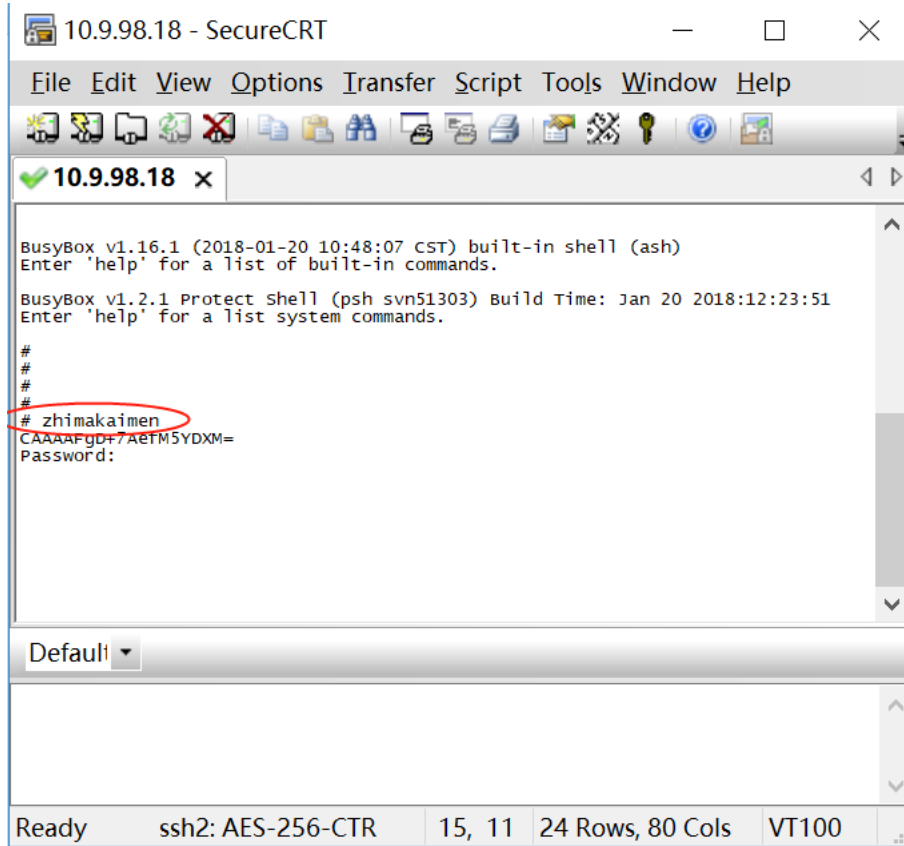 10.9.98.18 - SecureCRT
File Edit View Options Transfer Script Tools Window Help
10.9.98.18
BusyBox v1.16.1 (2018-01-20 10:48:07 CST) built-in shell (ash)
Enter 'help' for a list of built-in commands.
BusyBox v1.2.1 Protect Shell (psh svn51303) Build Time: Jan 20 2018:12:23:51
Enter 'help' for a list system commands.
#
#
#
#
# zhimakaimen
CAAAAFgD+7AefM5YDXM=
Password:
Default
Ready ssh2: AES-256-CTR 15, 11 24 Rows, 80 Cols VT100